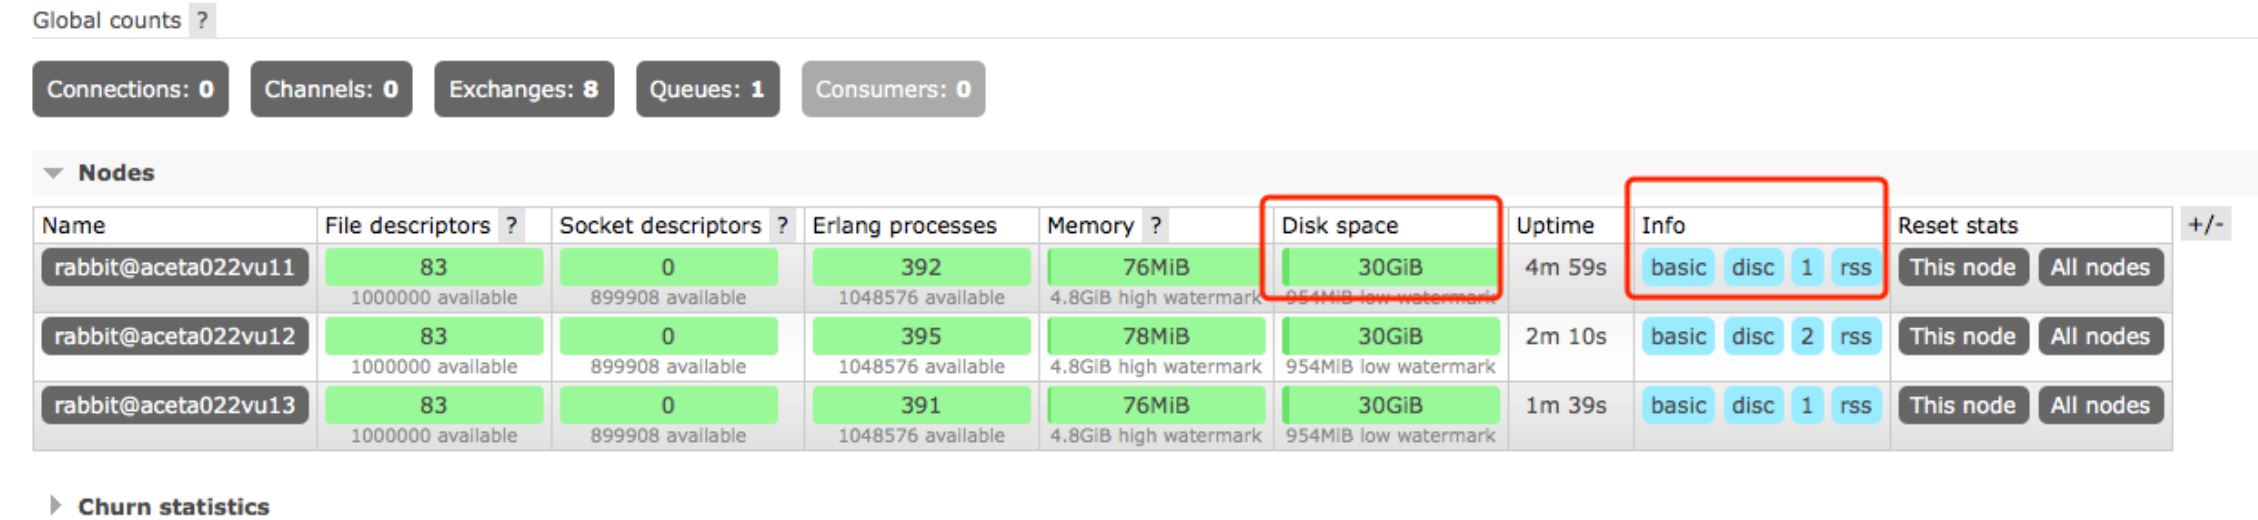 Global counts ?
Connections: 0 Channels: 0 Exchanges: 8 Queues: 1 Consumers: 0
Nodes
Name File descriptors ? Socket descriptors ? Erlang processes Memory ? Disk space Uptime Info Reset stats +/-
rabbit@aceta022vu11 83 0 392 76MiB 30GiB 4m 59s basic disc 1 rss This node All nodes
1000000 available 899908 available 1048576 available 4.8GiB high watermark 954MiB low watermark
rabbit@aceta022vu12 83 0 395 78MiB 30GiB 2m 10s basic disc 2 rss This node All nodes
1000000 available 899908 available 1048576 available 4.8GiB high watermark 954MiB low watermark
rabbit@aceta022vu13 83 0 391 76MiB 30GiB 1m 39s basic disc 1 rss This node All nodes
1000000 available 899908 available 1048576 available 4.8GiB high watermark 954MiB low watermark
Churn statistics